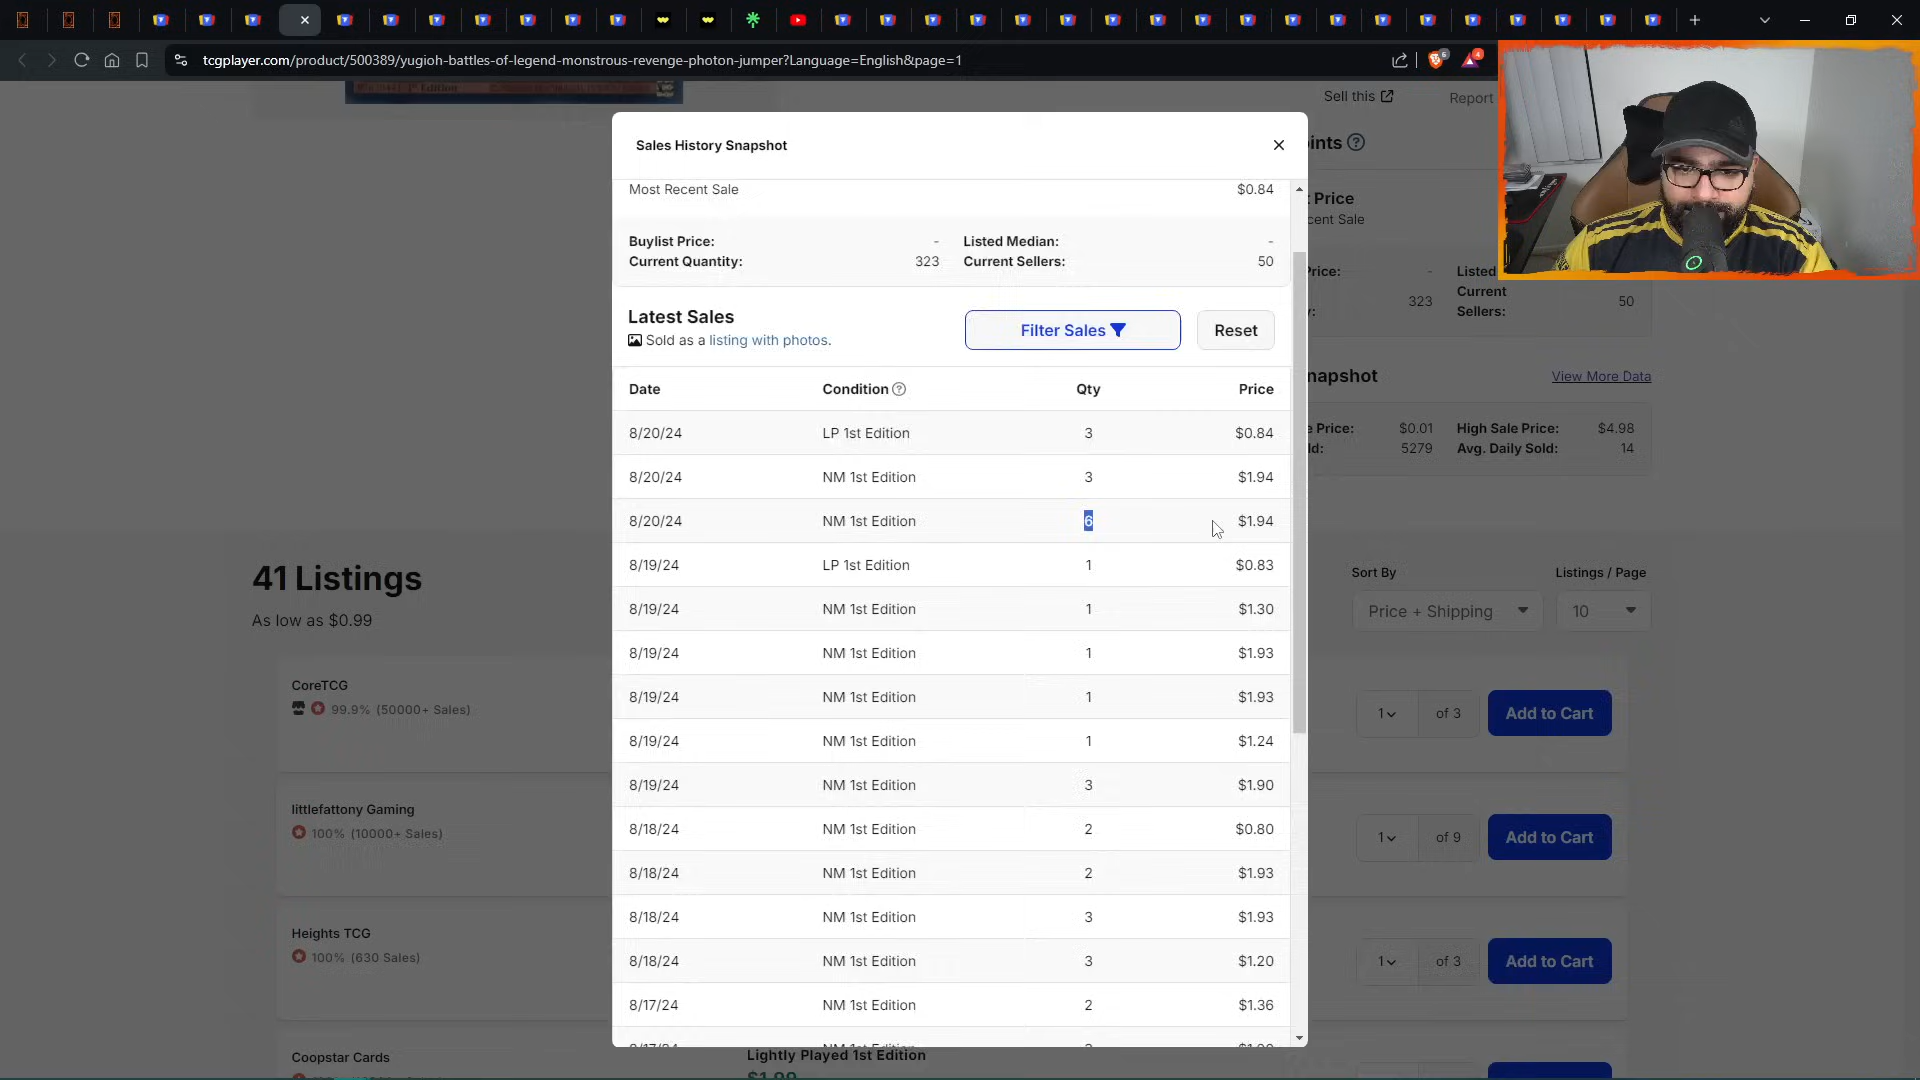 tcgplayer.com/product/500389/yugioh-battles-of-legend-monstrous-revenge-photon-jumper?Language=English&page=1
6
4
1st Edition
Sell this
Report
Sales History Snapshot
Most Recent Sale $0.84
Buylist Price: - Listed Median: -
Current Quantity: 323 Current Sellers: 50
Latest Sales
Sold as a listing with photos.
Filter Sales
Reset
Date Condition Qty Price
8/20/24 LP 1st Edition 3 $0.84
8/20/24 NM 1st Edition 3 $1.94
8/20/24 NM 1st Edition 6 $1.94
8/19/24 LP 1st Edition 1 $0.83
8/19/24 NM 1st Edition 1 $1.30
8/19/24 NM 1st Edition 1 $1.93
8/19/24 NM 1st Edition 1 $1.93
8/19/24 NM 1st Edition 1 $1.24
8/19/24 NM 1st Edition 3 $1.90
8/18/24 NM 1st Edition 2 $0.80
8/18/24 NM 1st Edition 2 $1.93
8/18/24 NM 1st Edition 3 $1.93
8/18/24 NM 1st Edition 3 $1.20
8/17/24 NM 1st Edition 2 $1.36
ints
t Price
cent Sale
Price: - Listed
323 Current Sellers: 50
napshot View More Data
e Price: $0.01 High Sale Price: $4.98
ld: 5279 Avg. Daily Sold: 14
41 Listings
As low as $0.99
Sort By
Price + Shipping
Listings / Page
10
CoreTCG
99.9% (50000+ Sales)
1 of 3 Add to Cart
littlefattony Gaming
100% (10000+ Sales)
1 of 9 Add to Cart
Heights TCG
100% (630 Sales)
1 of 3 Add to Cart
Coopstar Cards
Lightly Played 1st Edition
$1.99